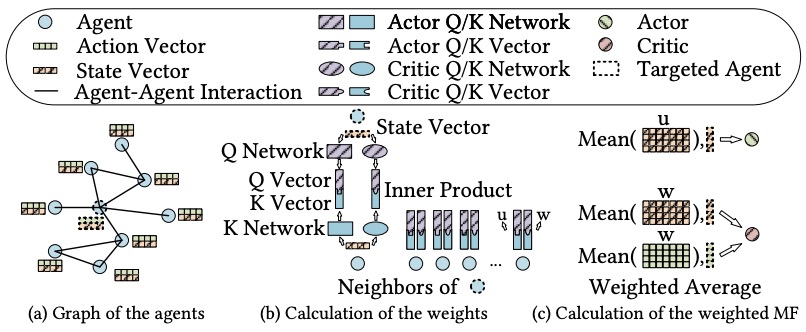 Agent
Action Vector
State Vector
Agent-Agent Interaction
Actor Q/K Network
Actor Q/K Vector
Critic Q/K Network
Critic Q/K Vector
Actor
Critic
Targeted Agent
State Vector
Q Network
Q Vector
K Vector
Inner Product
K Network
u
w
...
Neighbors of
u
Mean( ),
w
Mean( ),
w
Mean( ),
Weighted Average
(a) Graph of the agents
(b) Calculation of the weights
(c) Calculation of the weighted MF